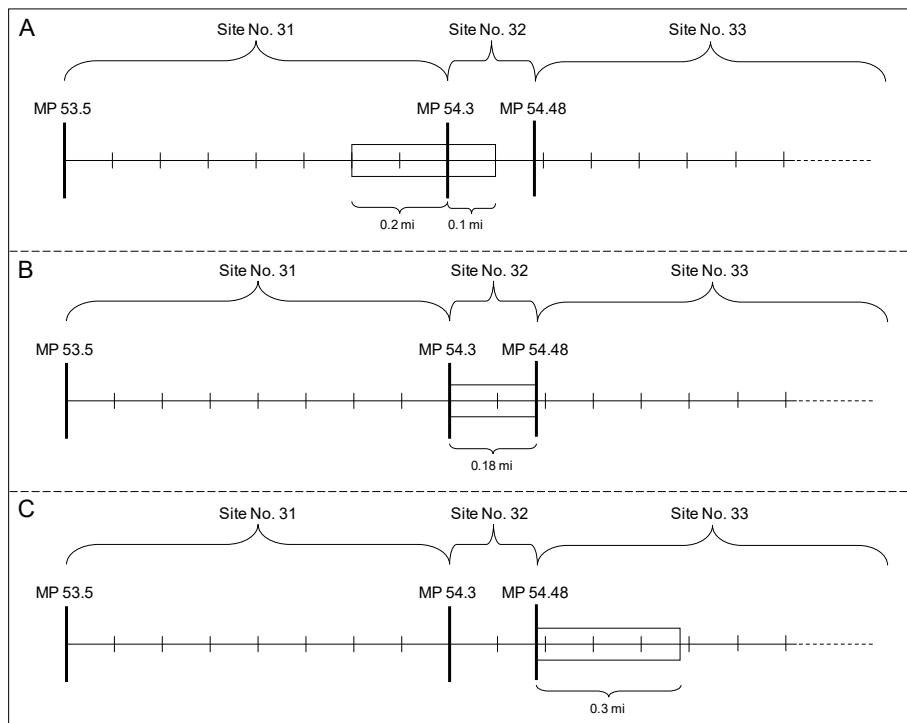 A
Site No. 31 Site No. 32 Site No. 33
MP 53.5 MP 54.3 MP 54.48
0.2 mi 0.1 mi
B
Site No. 31 Site No. 32 Site No. 33
MP 53.5 MP 54.3 MP 54.48
0.18 mi
C
Site No. 31 Site No. 32 Site No. 33
MP 53.5 MP 54.3 MP 54.48
0.3 mi